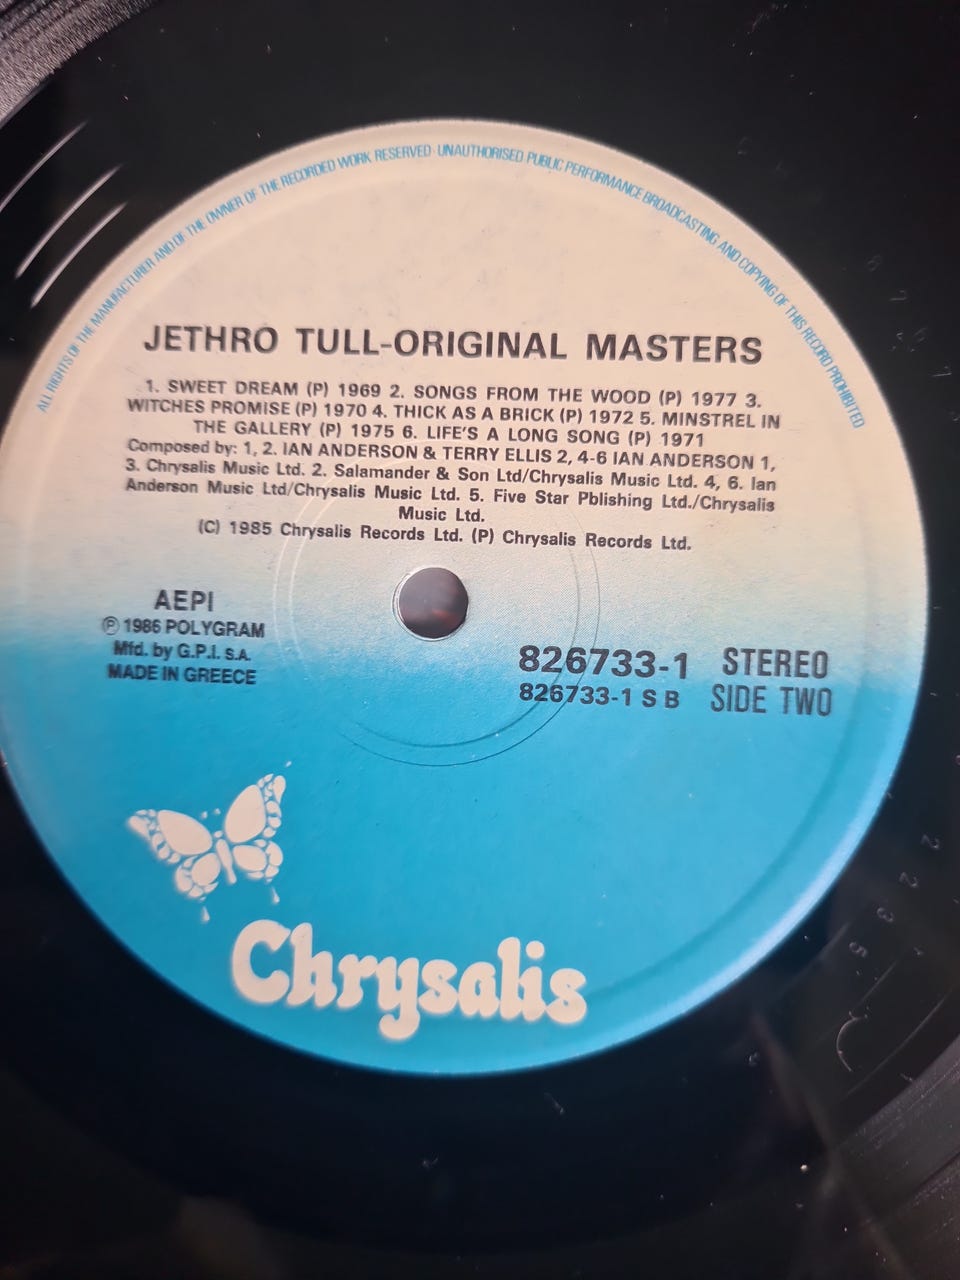 ALL RIGHTS OF THE MANUFACTURER AND OF THE OWNER OF THE RECORDED WORK RESERVED · UNAUTHORISED PUBLIC PERFORMANCE BROADCASTING AND COPYING OF THIS RECORD PROHIBITED
JETHRO TULL-ORIGINAL MASTERS
1. SWEET DREAM (P) 1969 2. SONGS FROM THE WOOD (P) 1977 3.
WITCHES PROMISE (P) 1970 4. THICK AS A BRICK (P) 1972 5. MINSTREL IN
THE GALLERY (P) 1975 6. LIFE'S A LONG SONG (P) 1971
Composed by: 1, 2. IAN ANDERSON & TERRY ELLIS 2, 4-6 IAN ANDERSON 1,
3. Chrysalis Music Ltd. 2. Salamander & Son Ltd/Chrysalis Music Ltd. 4, 6. Ian
Anderson Music Ltd/Chrysalis Music Ltd. 5. Five Star Pblishing Ltd./Chrysalis
Music Ltd.
(C) 1985 Chrysalis Records Ltd. (P) Chrysalis Records Ltd.
AEPI
Ⓟ 1986 POLYGRAM
Mfd. by G.P.I. S.A.
MADE IN GREECE
826733-1 STEREO
826733-1 S B SIDE TWO
Chrysalis